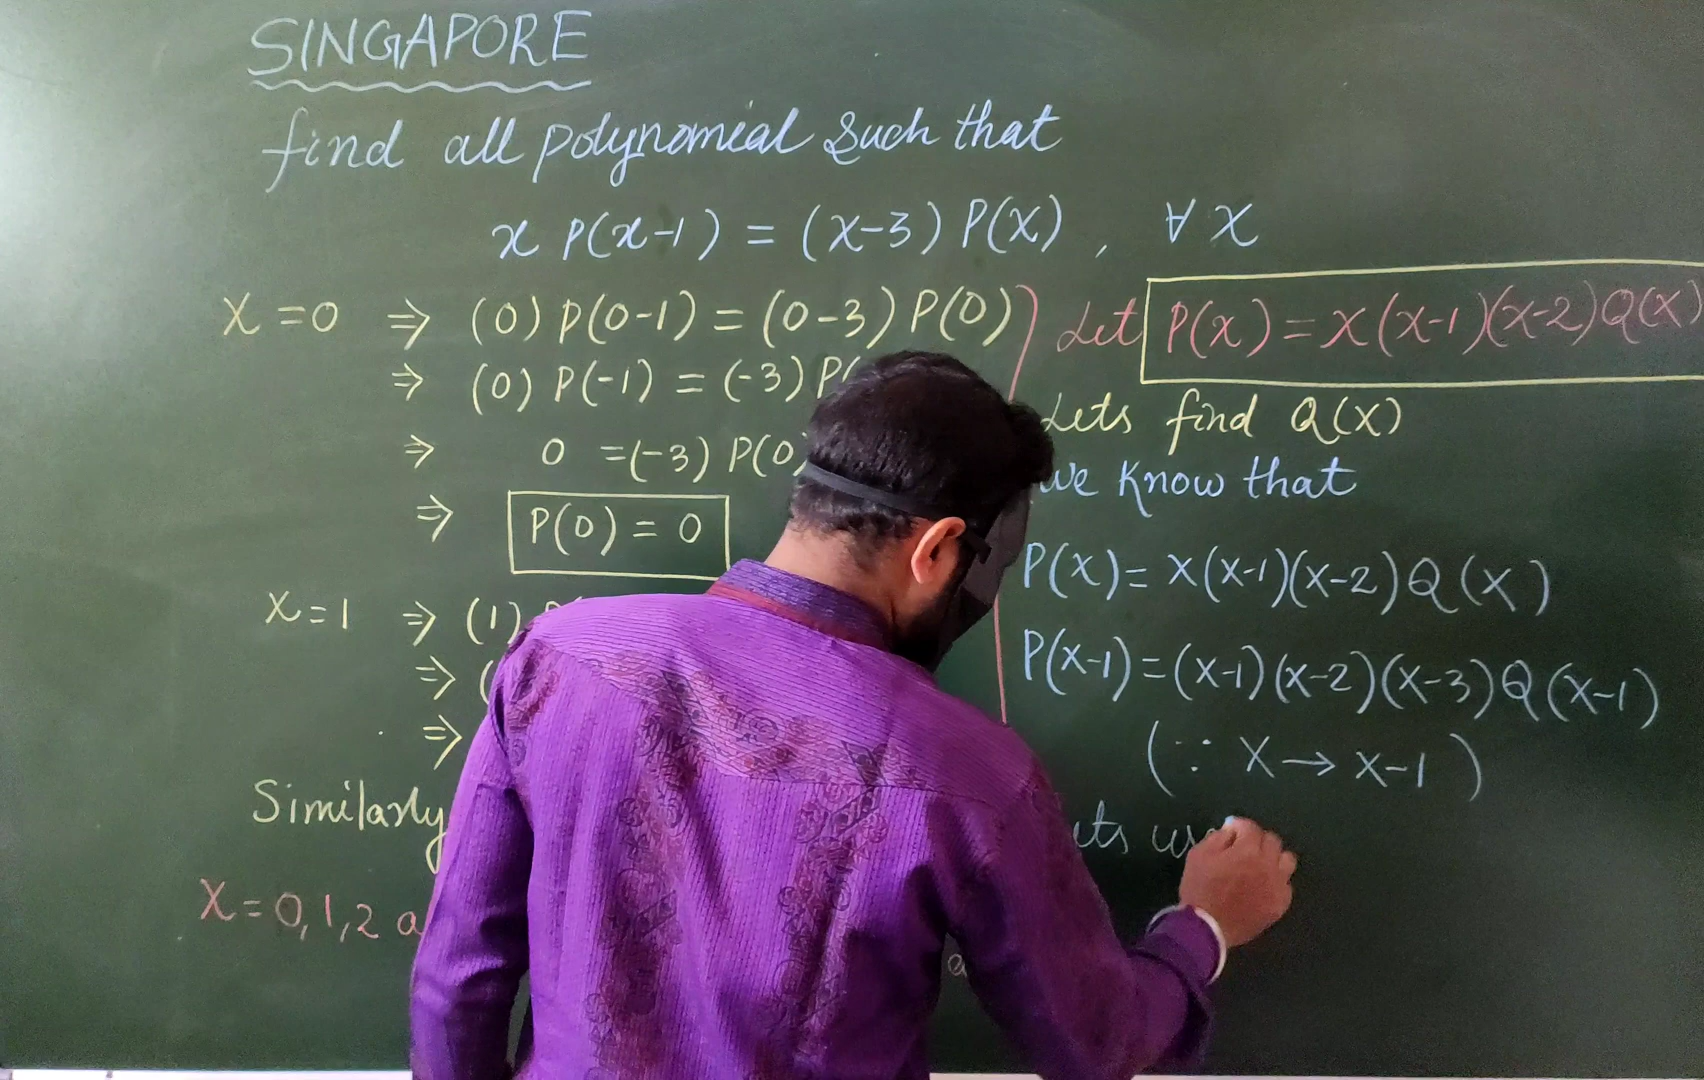 SINGAPORE
find all polynomial such that
x P(x-1) = (x-3) P(x) , ∀ x
x = 0 ⇒ (0) P(0-1) = (0-3) P(0)
⇒ (0) P(-1) = (-3) P(
⇒ 0 = (-3) P(0)
⇒ P(0) = 0
x = 1 ⇒ (1)
⇒ (
⇒
Similarly
x = 0, 1, 2 a
Let P(x) = x (x-1)(x-2) Q(x)
Lets find Q(x)
we know that
P(x) = x(x-1)(x-2) Q(x)
P(x-1) = (x-1)(x-2)(x-3) Q(x-1)
(∵ x → x-1)